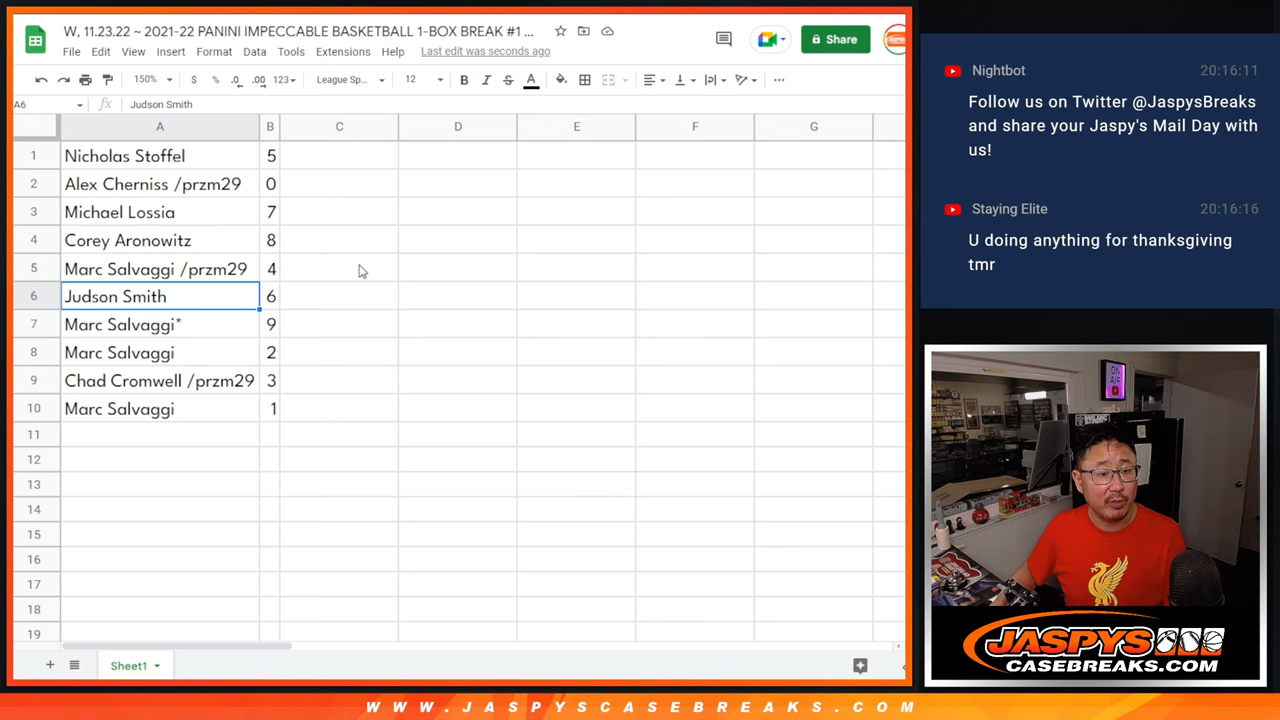 W, 11.23.22 ~ 2021-22 PANINI IMPECCABLE BASKETBALL 1-BOX BREAK #1 ...
File Edit View Insert Format Data Tools Extensions Help Last edit was seconds ago
Share
150% $ % .0 .00 123 League Sp... 12 B I S A
A6 fx Judson Smith
A B C D E F G
1 Nicholas Stoffel 5
2 Alex Cherniss /przm29 0
3 Michael Lossia 7
4 Corey Aronowitz 8
5 Marc Salvaggi /przm29 4
6 Judson Smith 6
7 Marc Salvaggi* 9
8 Marc Salvaggi 2
9 Chad Cromwell /przm29 3
10 Marc Salvaggi 1
11
12
13
14
15
16
17
18
19
Sheet1
Nightbot 20:16:11
Follow us on Twitter @JaspysBreaks
and share your Jaspy's Mail Day with
us!
Staying Elite 20:16:16
U doing anything for thanksgiving
tmr
ON
AIR
JASPYS
CASEBREAKS.COM
WWW.JASPYSCASEBREAKS.COM